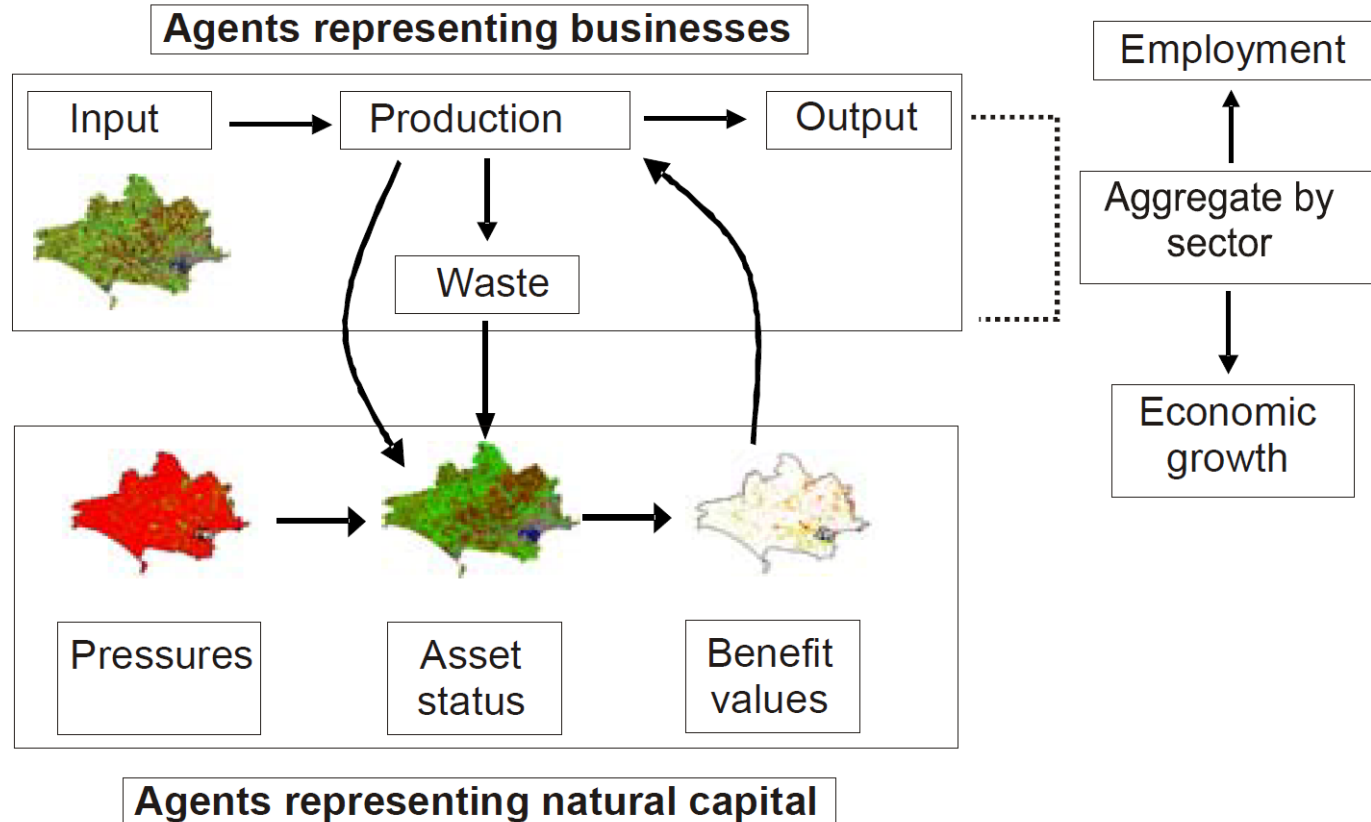 Agents representing businesses
Employment
Input
Production
Output
Aggregate by
sector
Waste
Economic
growth
Pressures
Asset
status
Benefit
values
Agents representing natural capital